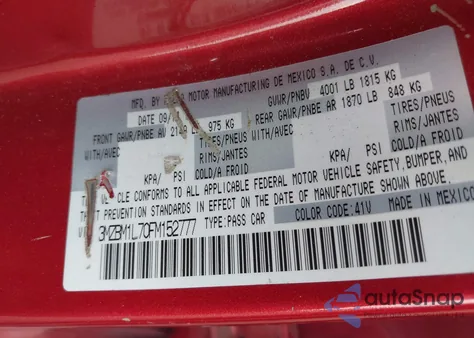 MFD BY MOTOR MANUFACTURING DE MEXICO S.A. DE C.V.
DATE 09/ GVWR/PNBV 4001 LB 1815 KG
FRONT GAWR/PNBE AV LB 975 KG REAR GAWR/PNBE AR 1870 LB 848 KG
WITH/AVEC TIRES/PNEUS WITH/AVEC TIRES/PNEUS
RIMS/JANTES RIMS/JANTES
KPA/ PSI COLD/A FROID KPA/ PSI COLD/A FROID
CONFORMS TO ALL APPLICABLE FEDERAL MOTOR VEHICLE SAFETY, BUMPER, AND
PREVENTION STANDARDS IN EFFECT ON THE DATE OF MANUFACTURE SHOWN ABOVE.
3MZBM1L70FM152777 TYPE:PASS CAR COLOR CODE:41V MADE IN MEXICO
autoSnap